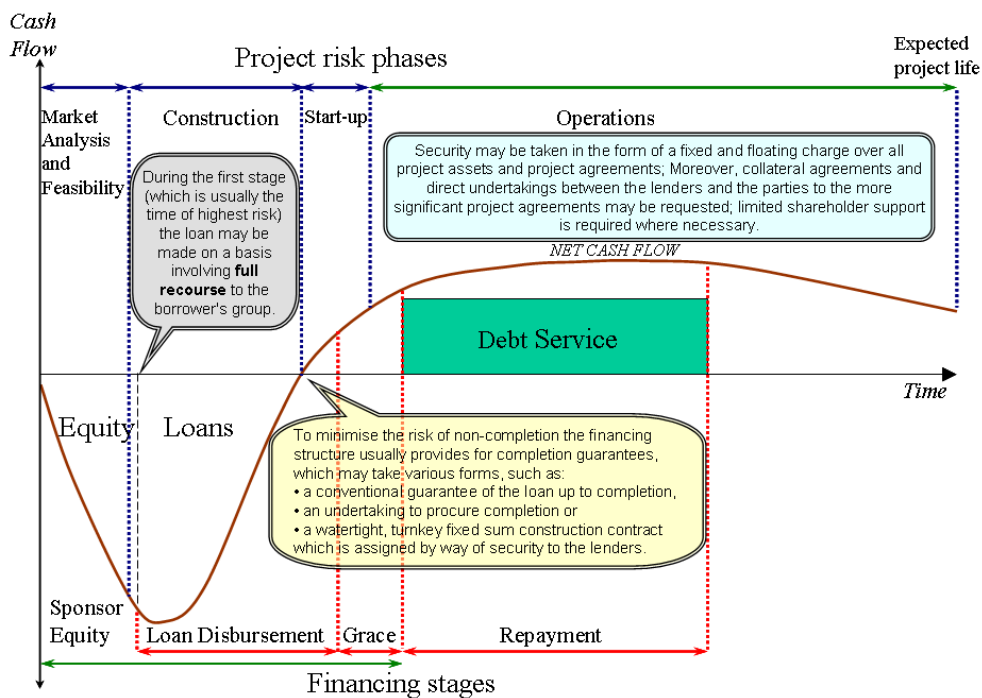 Cash
Flow
Project risk phases
Expected
project life
Market
Analysis
and
Feasibility
Construction
Start-up
Operations
During the first stage
(which is usually the
time of highest risk)
the loan may be
made on a basis
involving full
recourse to the
borrower's group.
Security may be taken in the form of a fixed and floating charge over all
project assets and project agreements; Moreover, collateral agreements and
direct undertakings between the lenders and the parties to the more
significant project agreements may be requested; limited shareholder support
is required where necessary.
NET CASH FLOW
Debt Service
Time
Equity
Loans
To minimise the risk of non-completion the financing
structure usually provides for completion guarantees,
which may take various forms, such as:
• a conventional guarantee of the loan up to completion,
• an undertaking to procure completion or
• a watertight, turnkey fixed sum construction contract
which is assigned by way of security to the lenders.
Sponsor
Equity
Loan Disbursement
Grace
Repayment
Financing stages